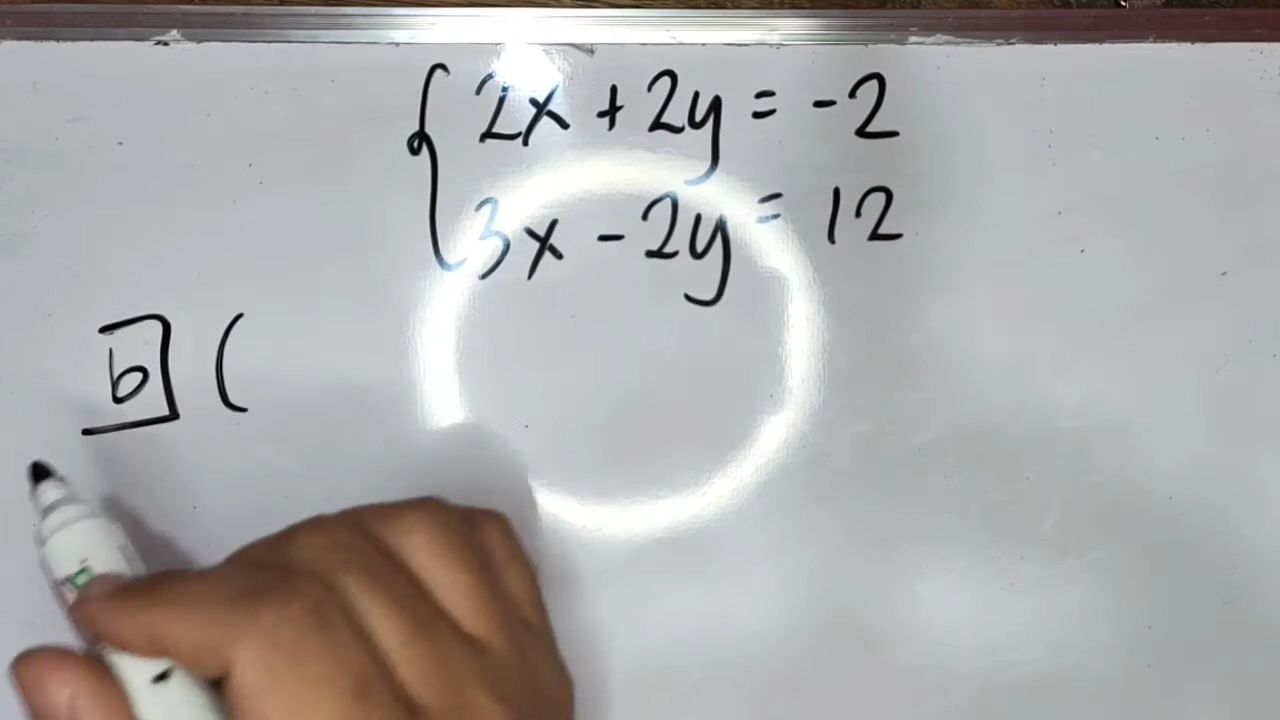 { 2x + 2y = -2
3x - 2y = 12
b (